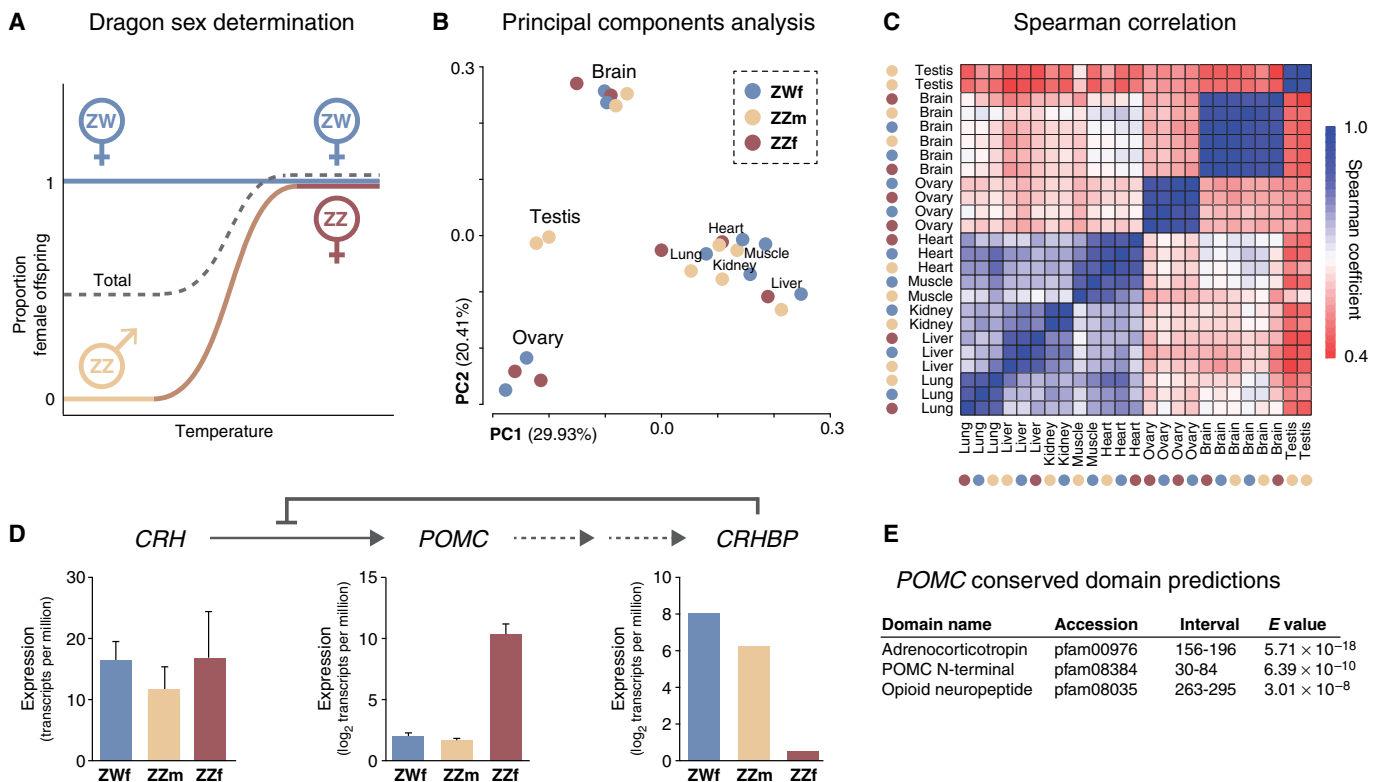 A
Dragon sex determination
ZW
ZW
1
ZZ
Total
ZZ
0
Proportion
female offspring
Temperature
B
Principal components analysis
0.3
Brain
ZWf
ZZm
ZZf
Testis
0.0
Heart
Lung
Muscle
Kidney
Liver
Ovary
PC2 (20.41%)
PC1 (29.93%)
0.0
0.3
C
Spearman correlation
Testis
Testis
Brain
Brain
Brain
Brain
Brain
Brain
Ovary
Ovary
Ovary
Ovary
Heart
Heart
Heart
Muscle
Muscle
Kidney
Kidney
Liver
Liver
Liver
Lung
Lung
Lung
Lung
Lung
Lung
Liver
Liver
Liver
Kidney
Kidney
Muscle
Muscle
Heart
Heart
Heart
Ovary
Ovary
Ovary
Ovary
Brain
Brain
Brain
Brain
Brain
Brain
Testis
Testis
1.0
Spearman coefficient
0.4
D
CRH
POMC
CRHBP
Expression
(transcripts per million)
30
20
10
0
ZWf ZZm ZZf
Expression
(log2 transcripts per million)
15
10
5
0
ZWf ZZm ZZf
Expression
(log2 transcripts per million)
10
8
6
4
2
0
ZWf ZZm ZZf
E
POMC conserved domain predictions
Domain name Accession Interval E value
Adrenocorticotropin pfam00976 156-196 5.71 × 10⁻¹⁸
POMC N-terminal pfam08384 30-84 6.39 × 10⁻¹⁰
Opioid neuropeptide pfam08035 263-295 3.01 × 10⁻⁸